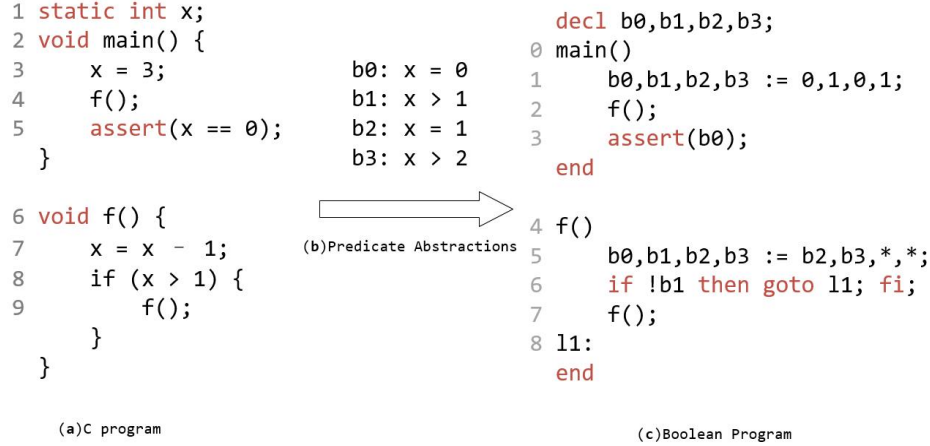 1 static int x;
2 void main() {
3 x = 3;
4 f();
5 assert(x == 0);
}
6 void f() {
7 x = x - 1;
8 if (x > 1) {
9 f();
}
}
(a)C program
b0: x = 0
b1: x > 1
b2: x = 1
b3: x > 2
(b)Predicate Abstractions
decl b0,b1,b2,b3;
0 main()
1 b0,b1,b2,b3 := 0,1,0,1;
2 f();
3 assert(b0);
end
4 f()
5 b0,b1,b2,b3 := b2,b3,*,*;
6 if !b1 then goto l1; fi;
7 f();
8 l1:
end
(c)Boolean Program